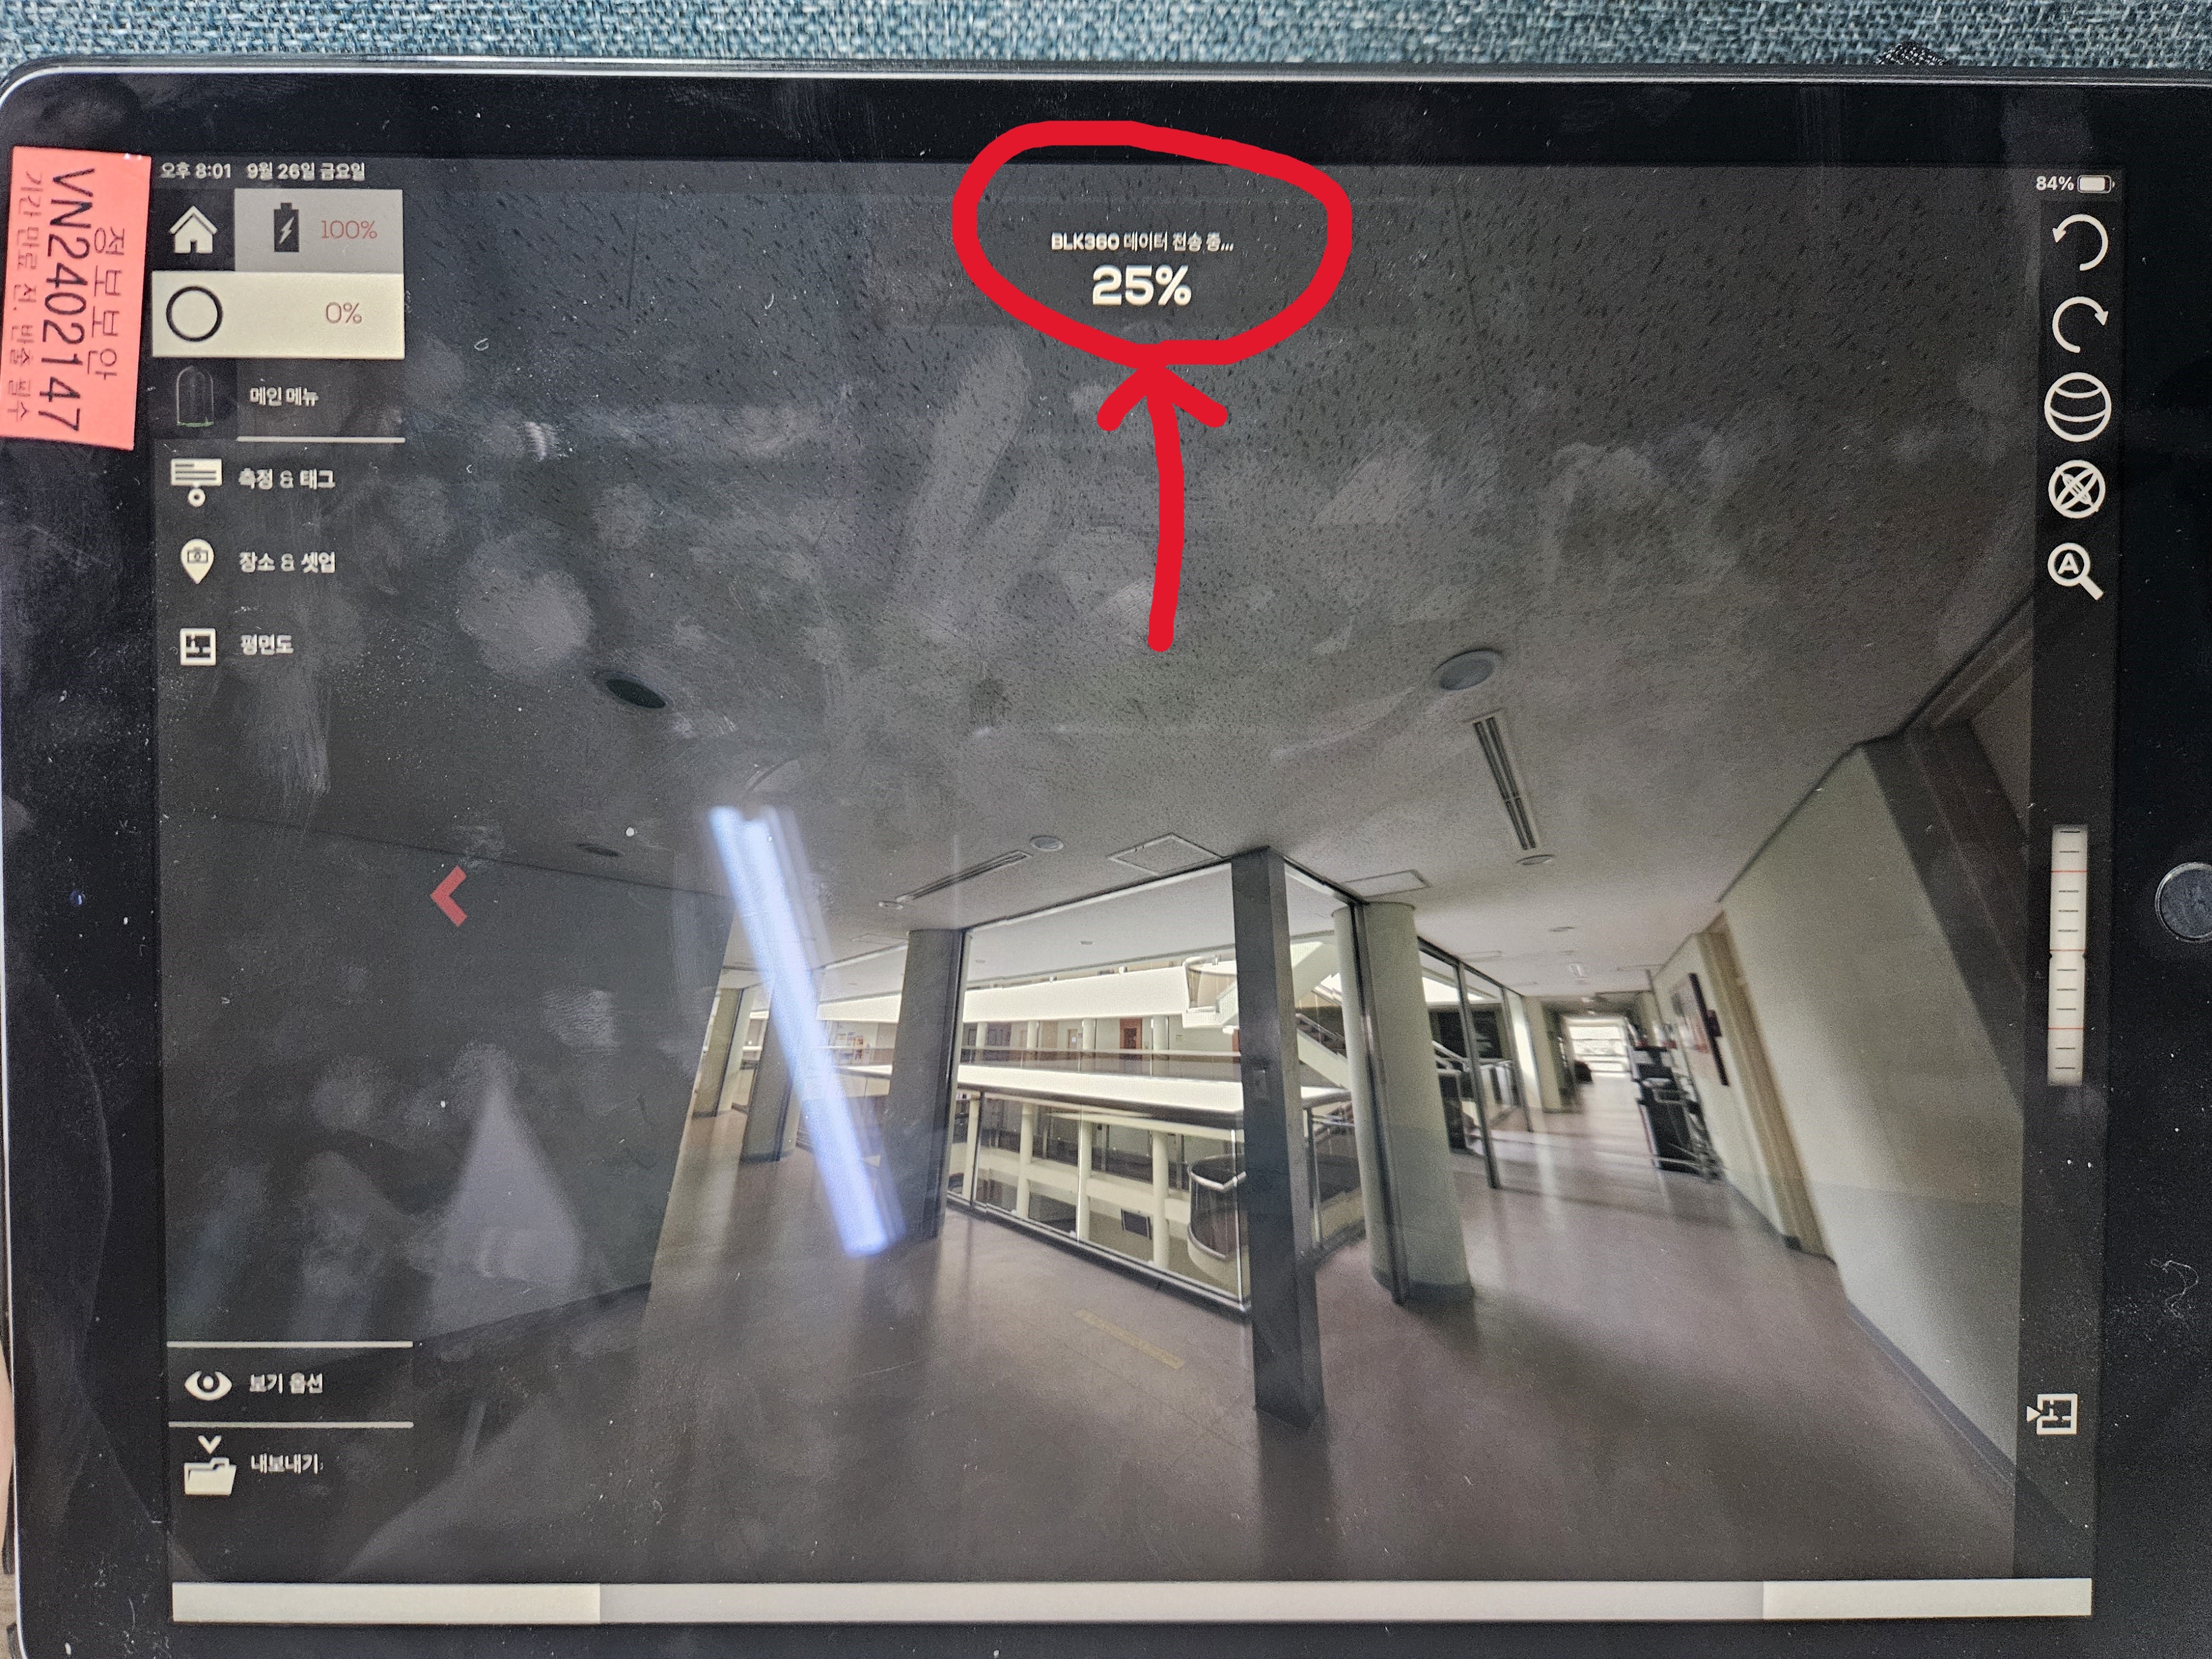 오후 8:01 9월 26일 금요일
84%
100%
BLK360 데이터 전송 중...
25%
0%
메인 메뉴
측정 & 태그
장소 & 셋업
평면도
보기 옵션
내보내기
정보보안
VN24021 47
기간 만료 전, 반출 필수
A